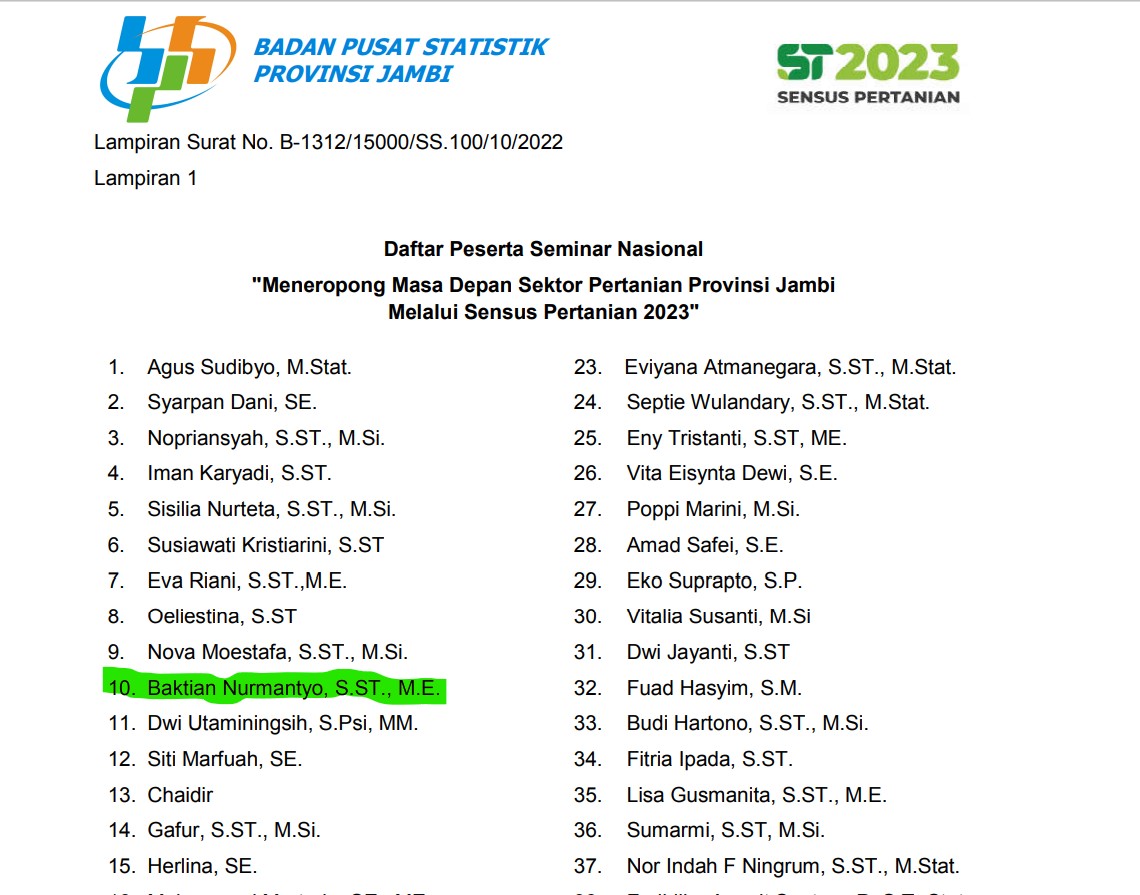 BADAN PUSAT STATISTIK
PROVINSI JAMBI
ST2023
SENSUS PERTANIAN
Lampiran Surat No. B-1312/15000/SS.100/10/2022
Lampiran 1
Daftar Peserta Seminar Nasional
"Meneropong Masa Depan Sektor Pertanian Provinsi Jambi
Melalui Sensus Pertanian 2023"
1. Agus Sudibyo, M.Stat.
2. Syarpan Dani, SE.
3. Nopriansyah, S.ST., M.Si.
4. Iman Karyadi, S.ST.
5. Sisilia Nurteta, S.ST., M.Si.
6. Susiawati Kristiarini, S.ST
7. Eva Riani, S.ST.,M.E.
8. Oeliestina, S.ST
9. Nova Moestafa, S.ST., M.Si.
10. Baktian Nurmantyo, S.ST., M.E.
11. Dwi Utaminingsih, S.Psi, MM.
12. Siti Marfuah, SE.
13. Chaidir
14. Gafur, S.ST., M.Si.
15. Herlina, SE.
23. Eviyana Atmanegara, S.ST., M.Stat.
24. Septie Wulandary, S.ST., M.Stat.
25. Eny Tristanti, S.ST, ME.
26. Vita Eisynta Dewi, S.E.
27. Poppi Marini, M.Si.
28. Amad Safei, S.E.
29. Eko Suprapto, S.P.
30. Vitalia Susanti, M.Si
31. Dwi Jayanti, S.ST
32. Fuad Hasyim, S.M.
33. Budi Hartono, S.ST., M.Si.
34. Fitria Ipada, S.ST.
35. Lisa Gusmanita, S.ST., M.E.
36. Sumarmi, S.ST, M.Si.
37. Nor Indah F Ningrum, S.ST., M.Stat.